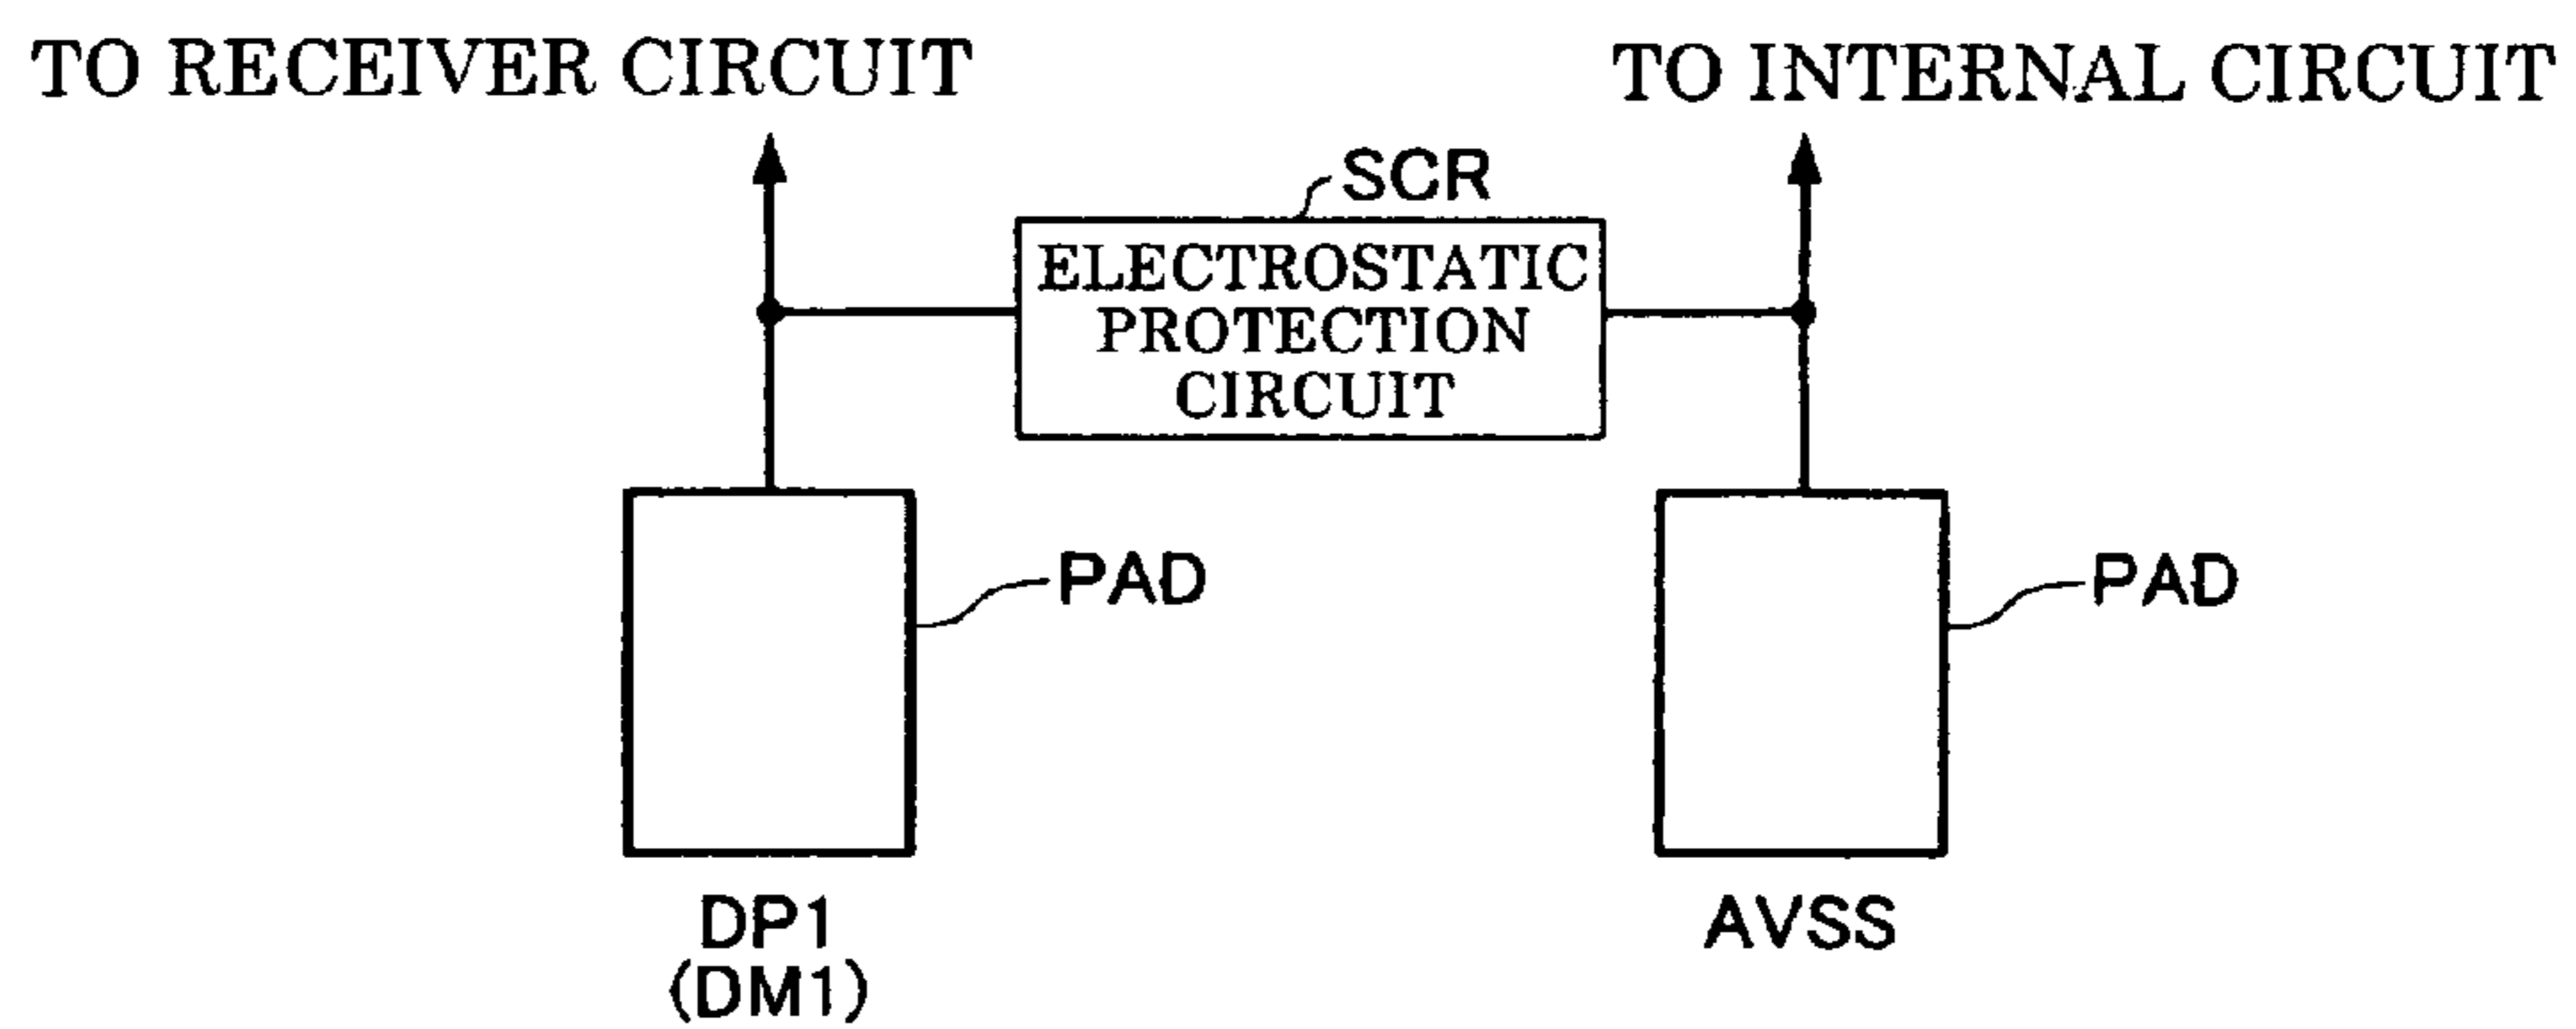 TO RECEIVER CIRCUIT
TO INTERNAL CIRCUIT
SCR
ELECTROSTATIC
PROTECTION
CIRCUIT
PAD
PAD
DP1
(DM1)
AVSS